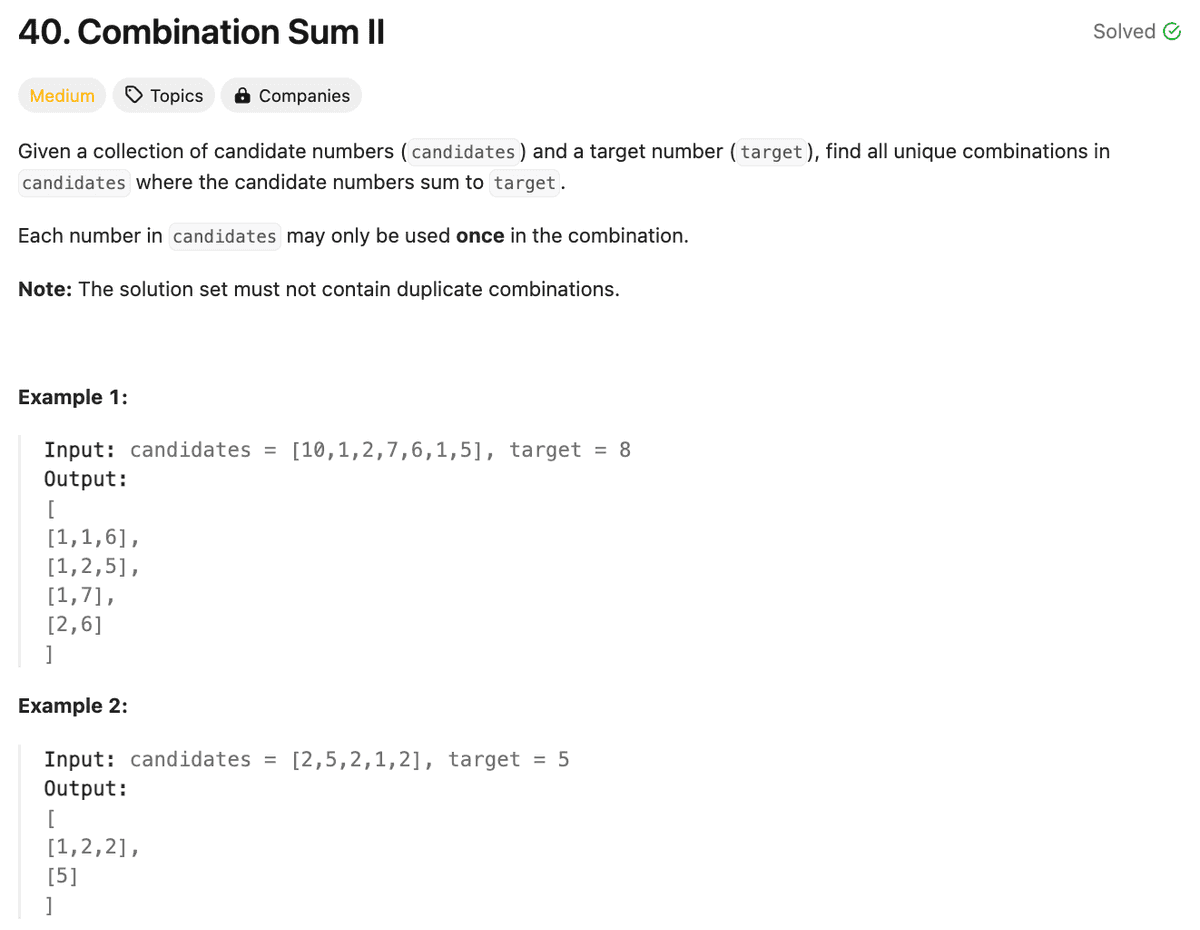 40. Combination Sum II
Solved
Medium
Topics
Companies
Given a collection of candidate numbers (candidates) and a target number (target), find all unique combinations in
candidates where the candidate numbers sum to target.
Each number in candidates may only be used once in the combination.
Note: The solution set must not contain duplicate combinations.
Example 1:
Input: candidates = [10,1,2,7,6,1,5], target = 8
Output:
[
[1,1,6],
[1,2,5],
[1,7],
[2,6]
]
Example 2:
Input: candidates = [2,5,2,1,2], target = 5
Output:
[
[1,2,2],
[5]
]